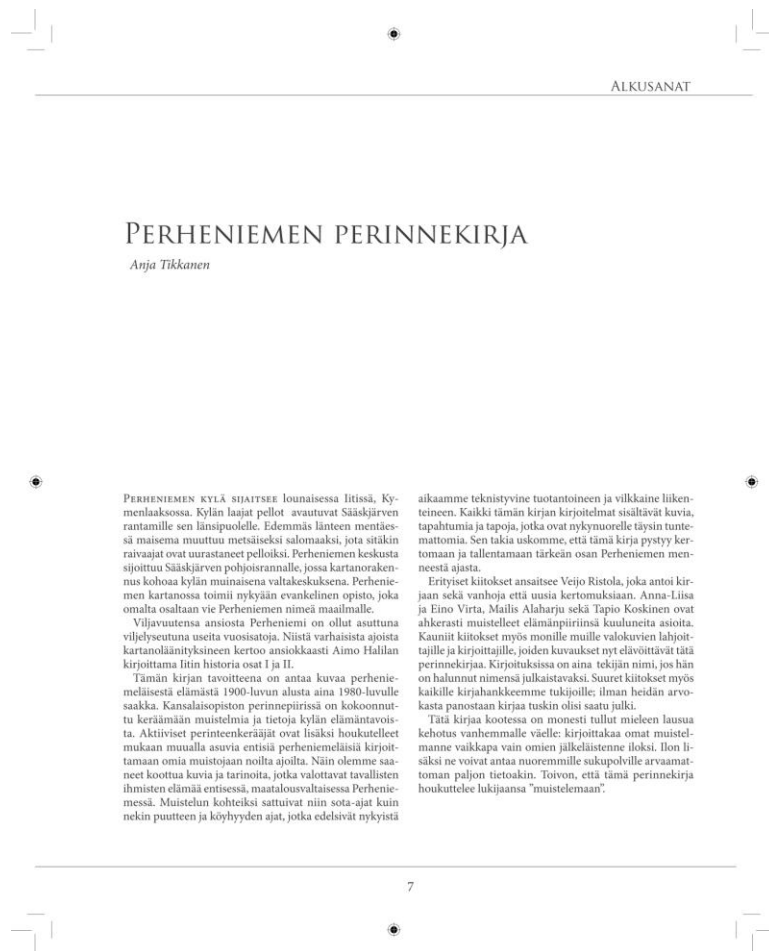 Alkusanat
Perheniemen perinnekirja
Anja Tikkanen
Perheniemen kylä sijaitsee lounaisessa Iitissä, Ky-
menlaaksossa. Kylän laajat pellot avautuvat Sääskjärven
rantamille sen länsipuolelle. Edemmäs länteen mentäes-
sä maisema muuttuu metsäiseksi salomaaksi, jota sitäkin
raivaajat ovat uurastaneet pelloiksi. Perheniemen keskusta
sijoittuu Sääskjärven pohjoisrannalle, jossa kartanoraken-
nus kohoaa kylän muinaisena valtakeskuksena. Perhenie-
men kartanossa toimii nykyään evankelinen opisto, joka
omalta osaltaan vie Perheniemen nimeä maailmalle.
Viljavuutensa ansiosta Perheniemi on ollut asuttuna
viljelyseutuna useita vuosisatoja. Niistä varhaisista ajoista
kartanoläänityksineen kertoo ansiokkaasti Aimo Halilan
kirjoittama Iitin historia osat I ja II.
Tämän kirjan tavoitteena on antaa kuvaa perhenie-
meläisestä elämästä 1900-luvun alusta aina 1980-luvulle
saakka. Kansalaisopiston perinnepiirissä on kokoonnut-
tu keräämään muistelmia ja tietoja kylän elämäntavois-
ta. Aktiiviset perinteenkerääjät ovat lisäksi houkutelleet
mukaan muualla asuvia entisiä perheniemeläisiä kirjoit-
tamaan omia muistojaan noilta ajoilta. Näin olemme saa-
neet koottua kuvia ja tarinoita, jotka valottavat tavallisten
ihmisten elämää entisessä, maatalousvaltaisessa Perhenie-
messä. Muistelun kohteiksi sattuivat niin sota-ajat kuin
nekin puutteen ja köyhyyden ajat, jotka edelsivät nykyistä
aikaamme teknistyvine tuotantoineen ja vilkkaine liiken-
teineen. Kaikki tämän kirjan kirjoitelmat sisältävät kuvia,
tapahtumia ja tapoja, jotka ovat nykynuorelle täysin tunte-
mattomia. Sen takia uskomme, että tämä kirja pystyy ker-
tomaan ja tallentamaan tärkeän osan Perheniemen men-
neestä ajasta.
Erityiset kiitokset ansaitsee Veijo Ristola, joka antoi kir-
jaan sekä vanhoja että uusia kertomuksiaan. Anna-Liisa
ja Eino Virta, Mailis Alaharju sekä Tapio Koskinen ovat
ahkerasti muistelleet elämänpiiriinsä kuuluneita asioita.
Kauniit kiitokset myös monille muille valokuvien lahjoit-
tajille ja kirjoittajille, joiden kuvaukset nyt elävöittävät tätä
perinnekirjaa. Kirjoituksissa on aina tekijän nimi, jos hän
on halunnut nimensä julkaistavaksi. Suuret kiitokset myös
kaikille kirjahankkeemme tukijoille; ilman heidän arvo-
kasta panostaan kirjaa tuskin olisi saatu julki.
Tätä kirjaa kootessa on monesti tullut mieleen lausua
kehotus vanhemmalle väelle: kirjoittakaa omat muistel-
manne vaikkapa vain omien jälkeläistenne iloksi. Ilon li-
säksi ne voivat antaa nuoremmille sukupolville arvaamat-
toman paljon tietoakin. Toivon, että tämä perinnekirja
houkuttelee lukijaansa ”muistelemaan”.
7